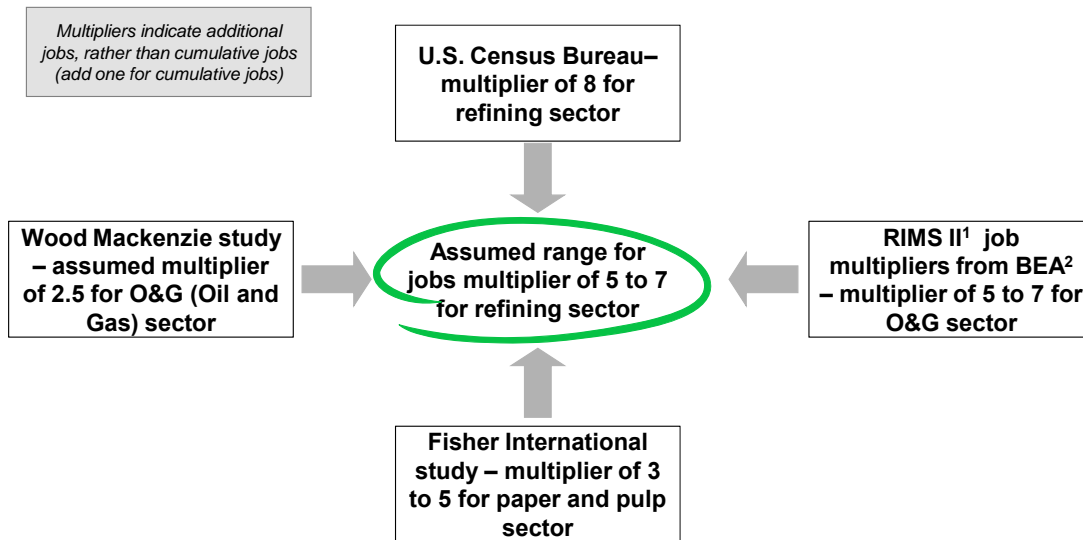 Multipliers indicate additional
jobs, rather than cumulative jobs
(add one for cumulative jobs)
U.S. Census Bureau–
multiplier of 8 for
refining sector
Wood Mackenzie study
– assumed multiplier
of 2.5 for O&G (Oil and
Gas) sector
Assumed range for
jobs multiplier of 5 to 7
for refining sector
RIMS II¹ job
multipliers from BEA²
– multiplier of 5 to 7 for
O&G sector
Fisher International
study – multiplier of 3
to 5 for paper and pulp
sector